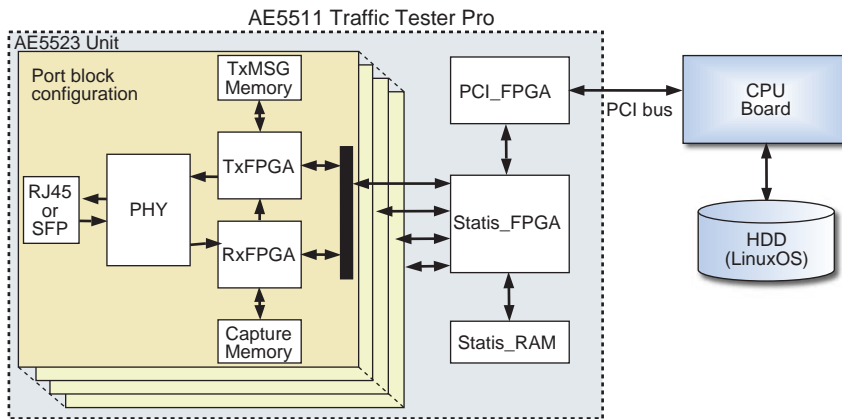 AE5511 Traffic Tester Pro
AE5523 Unit
Port block
configuration
TxMSG
Memory
PCI_FPGA
PCI bus
CPU
Board
TxFPGA
RJ45
or
SFP
PHY
Statis_FPGA
RxFPGA
HDD
(LinuxOS)
Capture
Memory
Statis_RAM